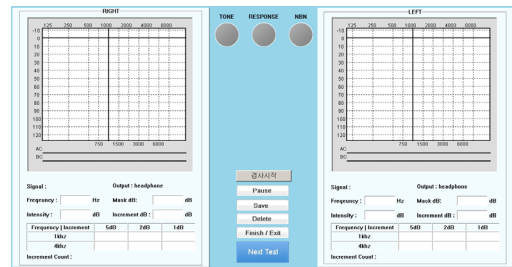 RIGHT
125 250 500 1000 2000 4000 8000
-10
0
10
20
30
40
50
60
70
80
90
100
110
120
750 1500 3000 6000
AC
BC
Signal : Output : headphone
Freqrency : Hz Mask dB: dB
Intensity : dB Increment dB : dB
Frequency | Increment 5dB 2dB 1dB
1khz
4khz
Increment Count :
TONE RESPONSE NBN
검사시작
Pause
Save
Delete
Finish / Exit
Next Test
LEFT
125 250 500 1000 2000 4000 8000
-10
0
10
20
30
40
50
60
70
80
90
100
110
120
750 1500 3000 6000
AC
BC
Signal : Output : headphone
Freqrency : Hz Mask dB: dB
Intensity : dB Increment dB : dB
Frequency | Increment 5dB 2dB 1dB
1khz
4khz
Increment Count :